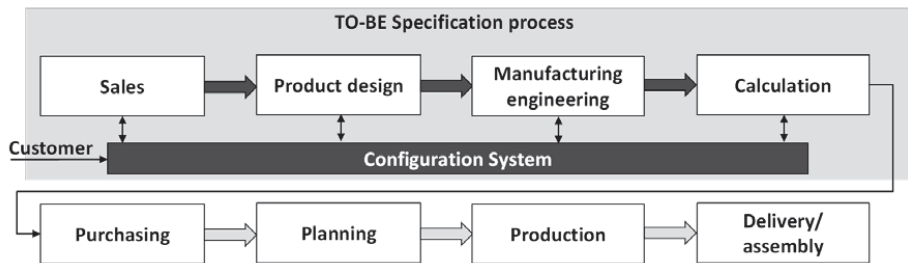 TO-BE Specification process
Sales
Product design
Manufacturing
engineering
Calculation
Customer
Configuration System
Purchasing
Planning
Production
Delivery/
assembly